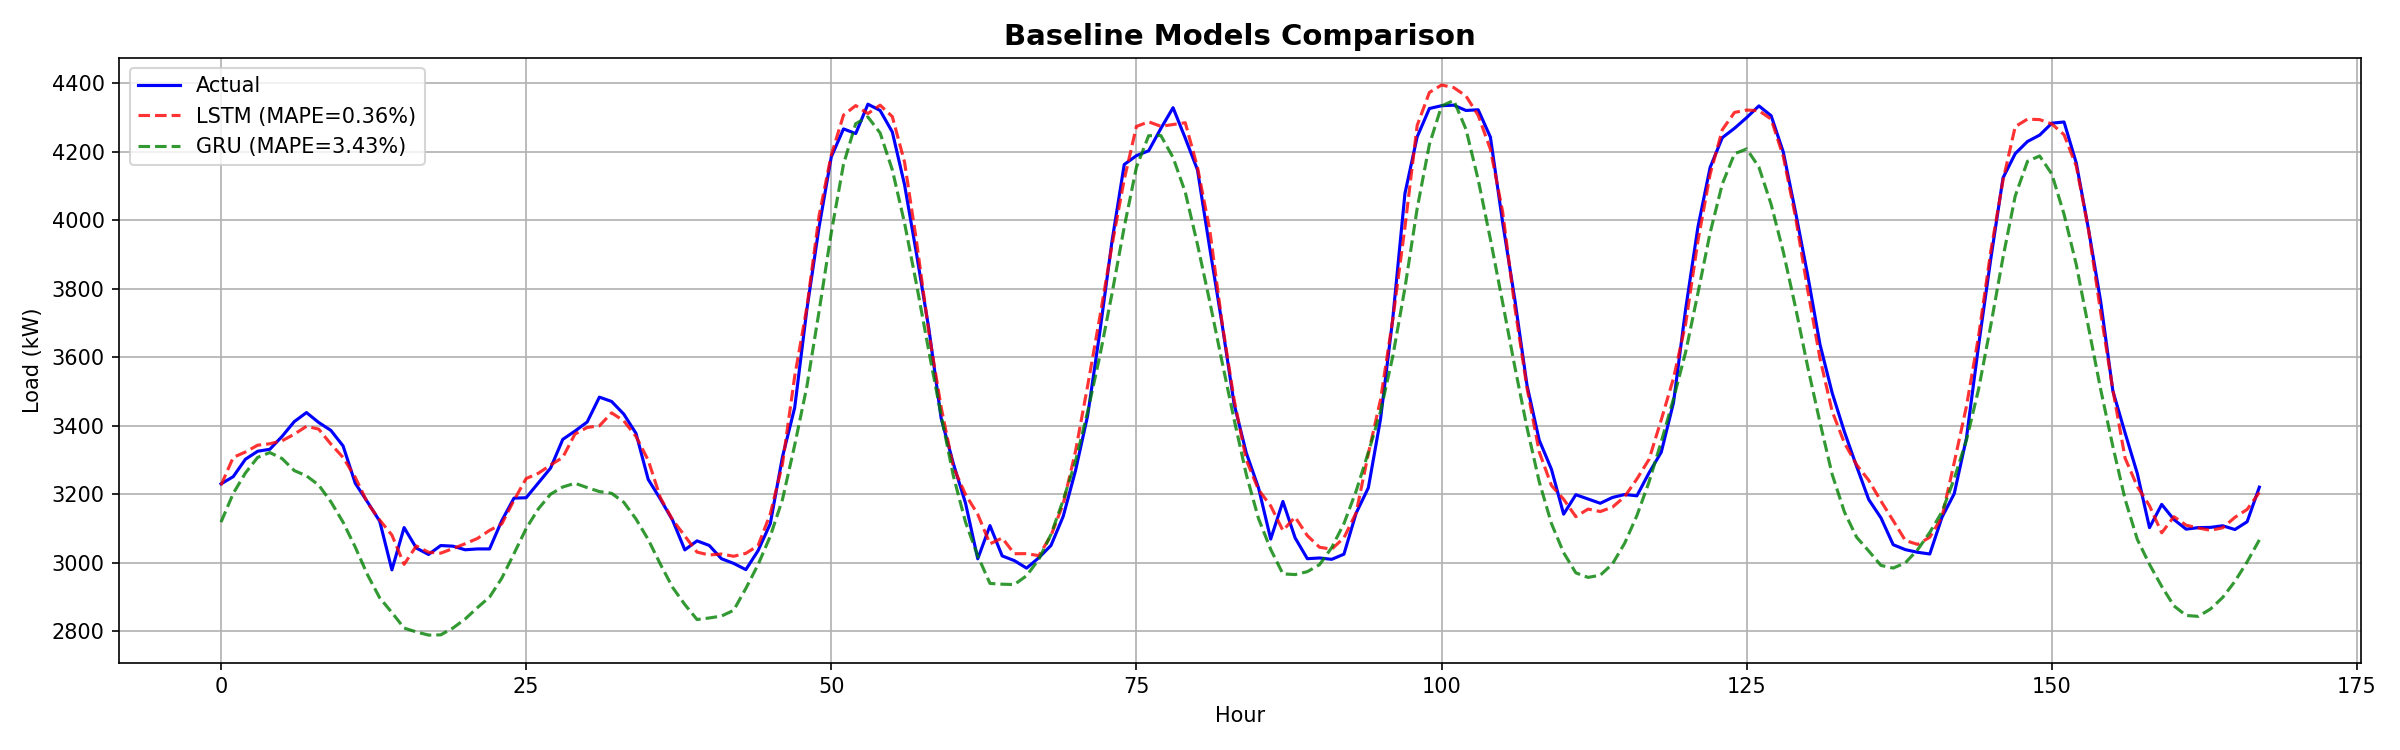 Baseline Models Comparison
Actual
LSTM (MAPE=0.36%)
GRU (MAPE=3.43%)
Load (kW)
4400
4200
4000
3800
3600
3400
3200
3000
2800
0 25 50 75 100 125 150 175
Hour